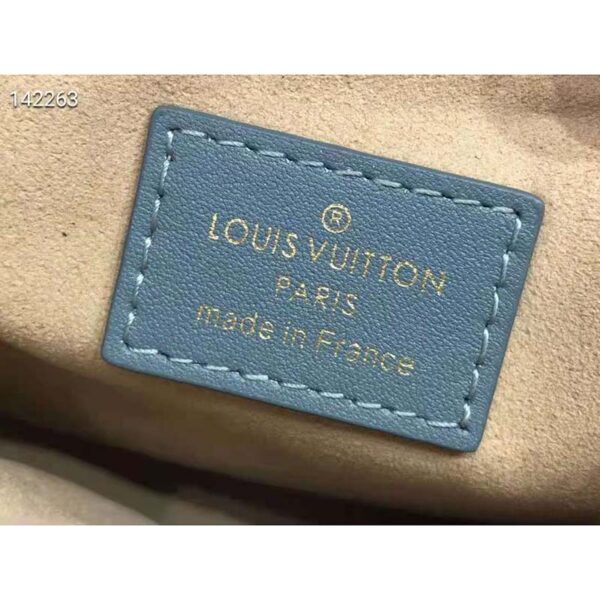 142263
®
LOUIS VUITTON
PARIS
made in France